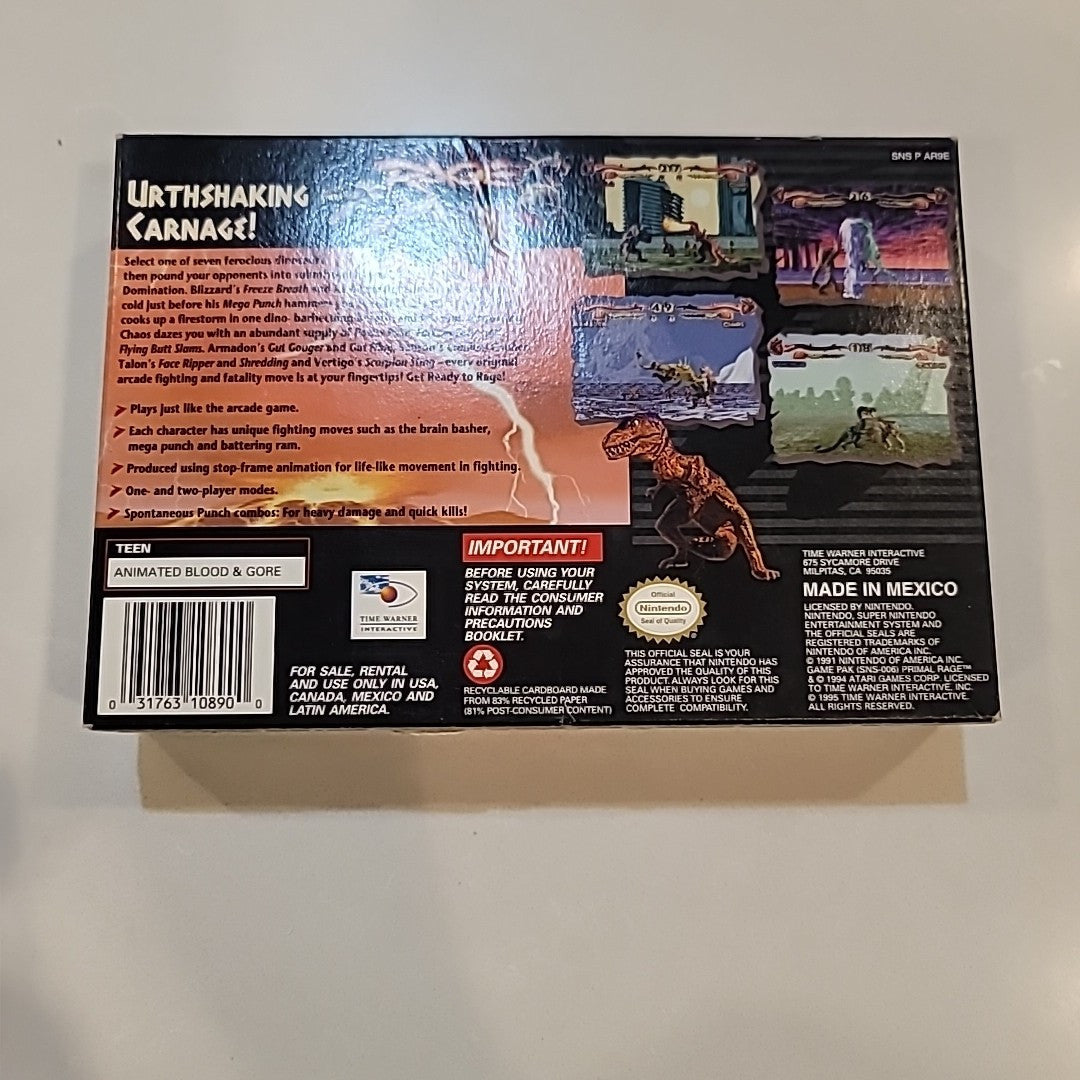 RAGE
SNS P AR9E
URTHSHAKING
CARNAGE!
Select one of seven ferocious
then pound your opponents into
Domination. Blizzard's Freeze Breath and
cold just before his Mega Punch
cooks up a firestorm in one dino-
Chaos dazes you with an abundant supply of
Flying Butt Slams. Armadon's Gut Gouger and
Talon's Face Ripper and Shredding and Vertigo's Scorpion Sting – every original
arcade fighting and fatality move is at your fingertips! Get Ready to Rage!
Plays just like the arcade game.
Each character has unique fighting moves such as the brain basher,
mega punch and battering ram.
Produced using stop-frame animation for life-like movement in fighting.
One- and two-player modes.
Spontaneous Punch combos: For heavy damage and quick kills!
TEEN
ANIMATED BLOOD & GORE
0 31763 10890 0
TIME WARNER
INTERACTIVE
FOR SALE, RENTAL
AND USE ONLY IN USA,
CANADA, MEXICO AND
LATIN AMERICA.
IMPORTANT!
BEFORE USING YOUR
SYSTEM, CAREFULLY
READ THE CONSUMER
INFORMATION AND
PRECAUTIONS
BOOKLET.
RECYCLABLE CARDBOARD MADE
FROM 83% RECYCLED PAPER
(81% POST-CONSUMER CONTENT)
Official
Nintendo
Seal of Quality
THIS OFFICIAL SEAL IS YOUR
ASSURANCE THAT NINTENDO HAS
APPROVED THE QUALITY OF THIS
PRODUCT. ALWAYS LOOK FOR THIS
SEAL WHEN BUYING GAMES AND
ACCESSORIES TO ENSURE
COMPLETE COMPATIBILITY.
TIME WARNER INTERACTIVE
675 SYCAMORE DRIVE
MILPITAS, CA 95035
MADE IN MEXICO
LICENSED BY NINTENDO.
NINTENDO, SUPER NINTENDO
ENTERTAINMENT SYSTEM AND
THE OFFICIAL SEALS ARE
REGISTERED TRADEMARKS OF
NINTENDO OF AMERICA INC.
© 1991 NINTENDO OF AMERICA INC.
GAME PAK (SNS-006) PRIMAL RAGE™
& © 1994 ATARI GAMES CORP. LICENSED
TO TIME WARNER INTERACTIVE, INC.
© 1995 TIME WARNER INTERACTIVE.
ALL RIGHTS RESERVED.